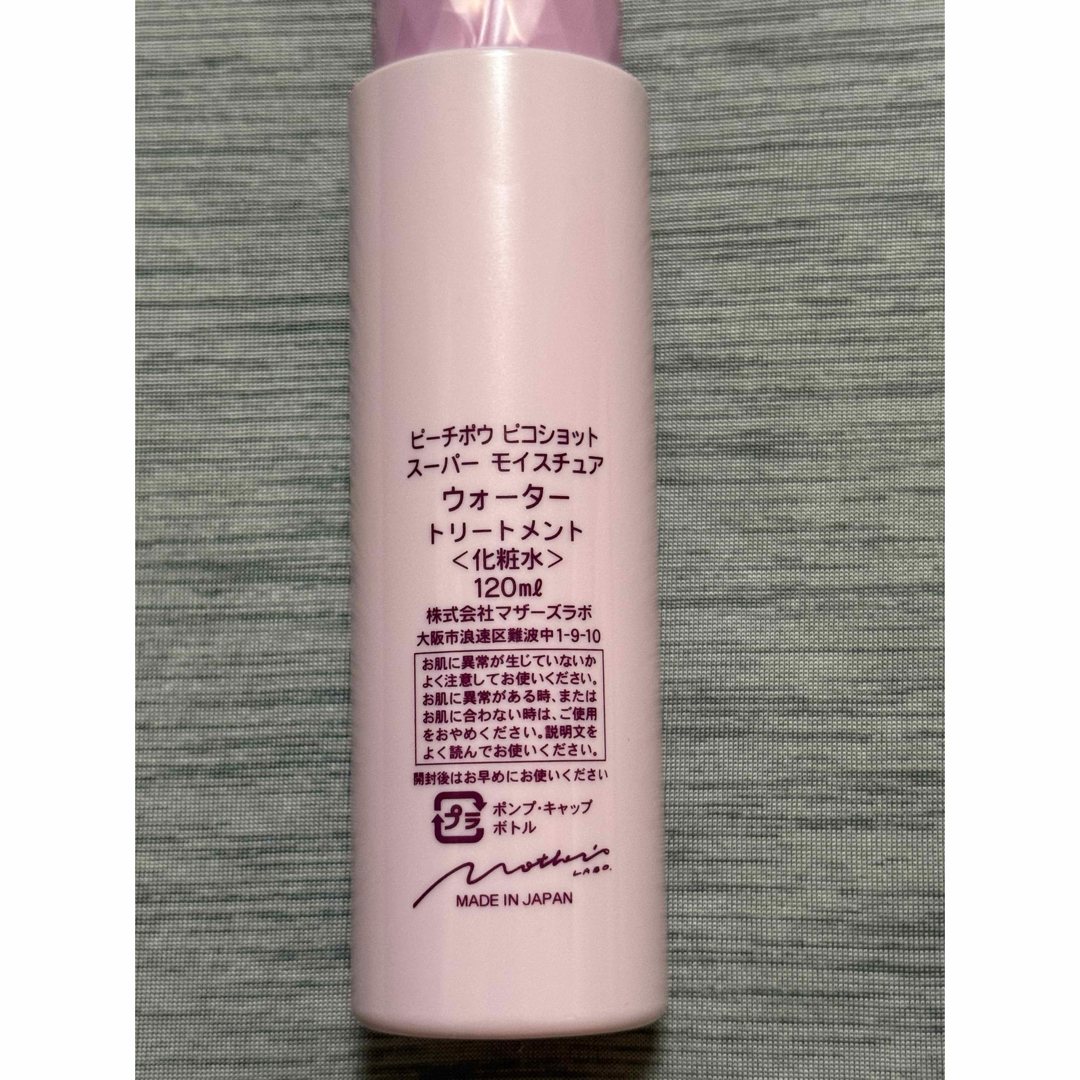 ピーチポウ ピコショット
スーパー モイスチュア
ウォーター
トリートメント
<化粧水>
120ml
株式会社マザーズラボ
大阪市浪速区難波中1-9-10
お肌に異常が生じていないか
よく注意してお使いください。
お肌に異常がある時、または
お肌に合わない時は、ご使用
をおやめください。説明文を
よく読んでお使いください。
開封後はお早めにお使いください
プラ ポンプ・キャップ
ボトル
Mother's
LABO.
MADE IN JAPAN